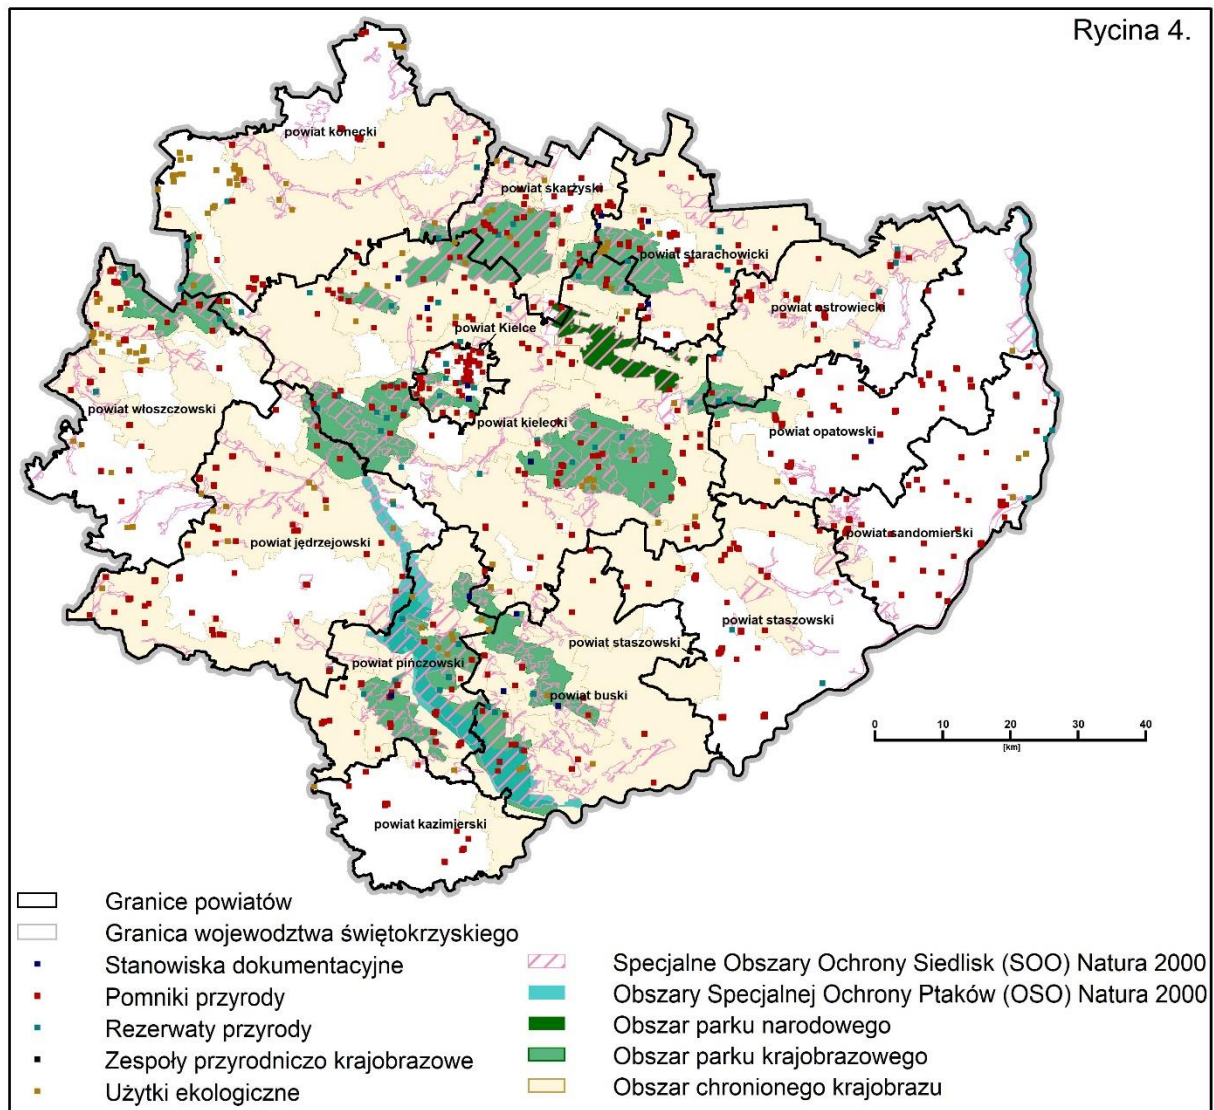 Rycina 4.
powiat konecki
powiat skarżyski
powiat starachowicki
powiat ostrowiecki
powiat Kielce
powiat włoszczowski
powiat kielecki
powiat opatowski
powiat jędrzejowski
powiat sandomierski
powiat staszowski
powiat staszowski
powiat pińczowski
powiat buski
powiat kazimierski
0 10 20 30 40
[km]
Granice powiatów
Granica wojewodztwa świętokrzyskiego
Stanowiska dokumentacyjne
Pomniki przyrody
Rezerwaty przyrody
Zespoły przyrodniczo krajobrazowe
Użytki ekologiczne
Specjalne Obszary Ochrony Siedlisk (SOO) Natura 2000
Obszary Specjalnej Ochrony Ptaków (OSO) Natura 2000
Obszar parku narodowego
Obszar parku krajobrazowego
Obszar chronionego krajobrazu